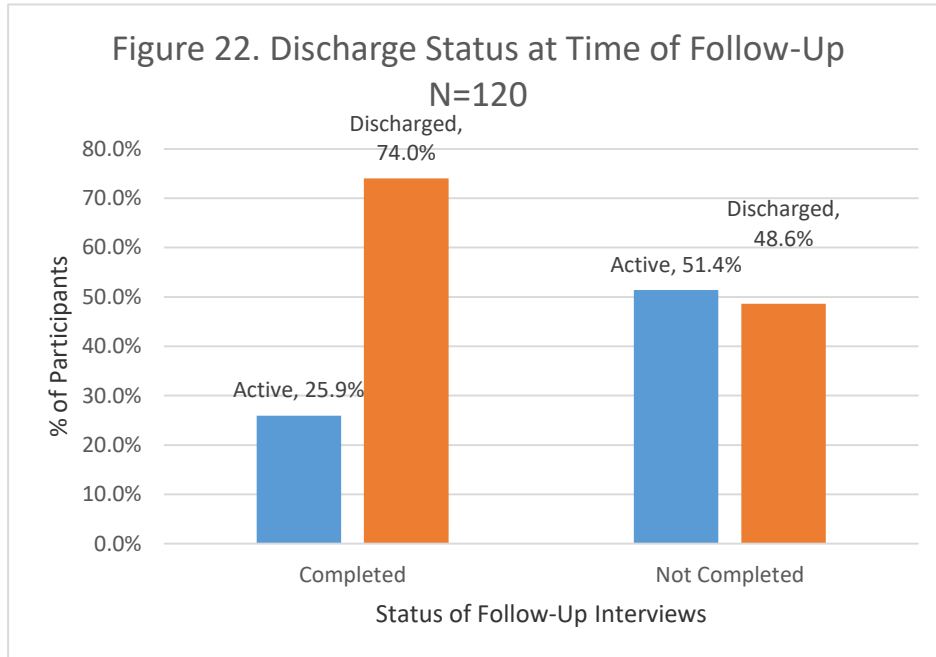 Figure 22. Discharge Status at Time of Follow-Up
N=120
% of Participants
80.0%
70.0%
60.0%
50.0%
40.0%
30.0%
20.0%
10.0%
0.0%
Active, 25.9%
Discharged,
74.0%
Active, 51.4%
Discharged,
48.6%
Completed
Not Completed
Status of Follow-Up Interviews